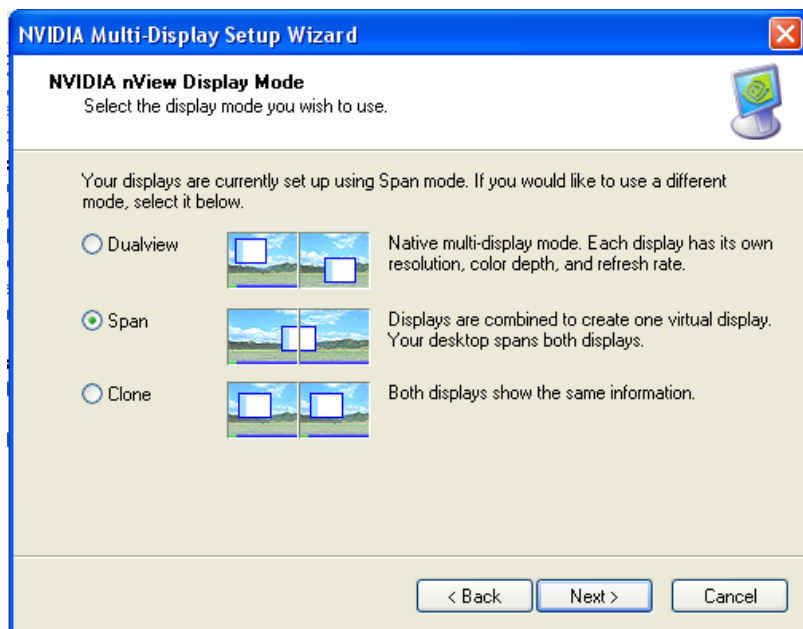 NVIDIA Multi-Display Setup Wizard
NVIDIA nView Display Mode
Select the display mode you wish to use.
Your displays are currently set up using Span mode. If you would like to use a different
mode, select it below.
Dualview
Native multi-display mode. Each display has its own
resolution, color depth, and refresh rate.
Span
Displays are combined to create one virtual display.
Your desktop spans both displays.
Clone
Both displays show the same information.
< Back
Next >
Cancel